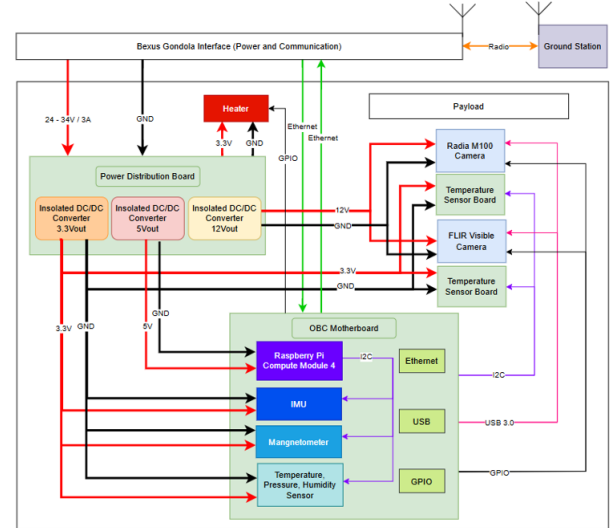 Bexus Gondola Interface (Power and Communication)
Radio
Ground Station
24 - 34V / 3A
GND
Heater
3.3V
GND
GPIO
Ethernet
Ethernet
Payload
Power Distribution Board
Insolated DC/DC
Converter
3.3Vout
Insolated DC/DC
Converter
5Vout
Insolated DC/DC
Converter
12Vout
12V
GND
3.3V
GND
Radia M100
Camera
Temperature
Sensor Board
FLIR Visible
Camera
Temperature
Sensor Board
3.3V
GND
5V
GND
OBC Motherboard
Raspberry Pi
Compute Module 4
I2C
IMU
Mangnetometer
Temperature,
Pressure, Humidity
Sensor
Ethernet
USB
GPIO
I2C
USB 3.0
GPIO